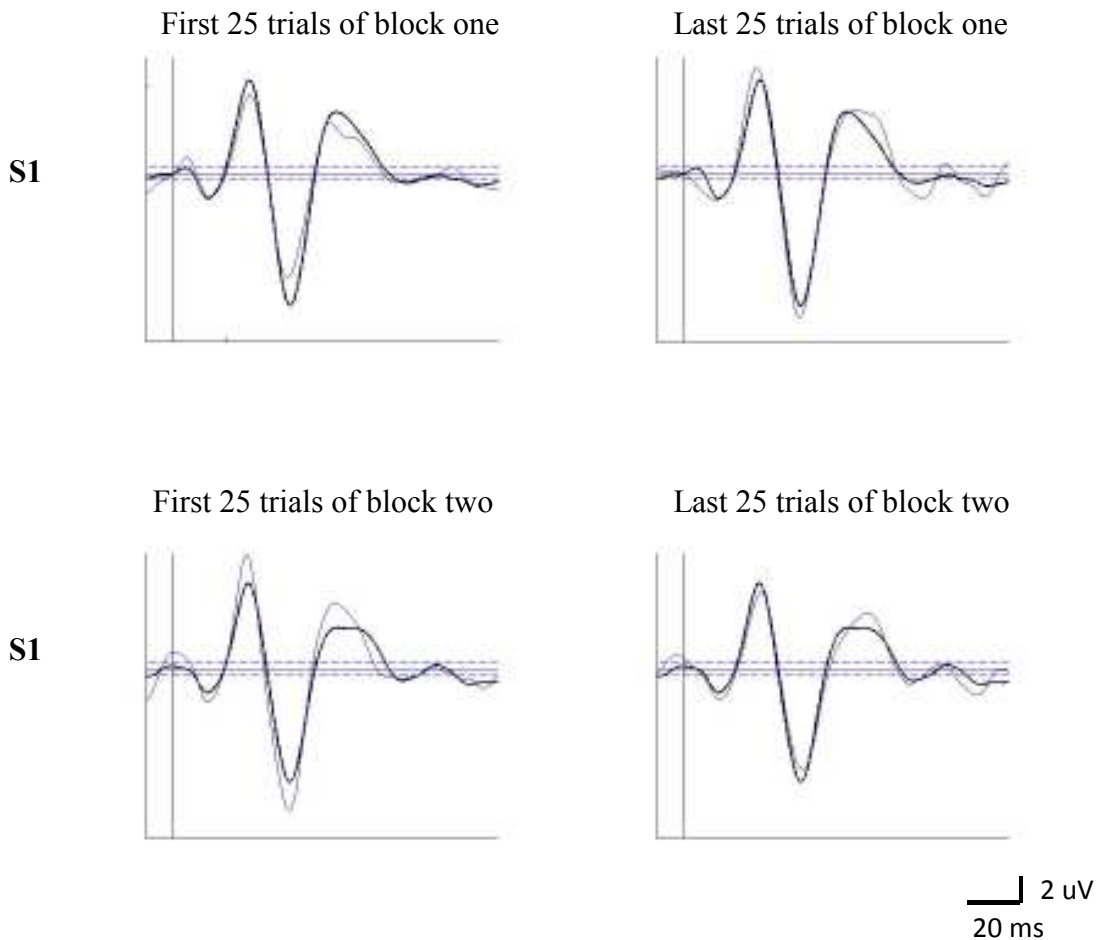 First 25 trials of block one
Last 25 trials of block one
S1
First 25 trials of block two
Last 25 trials of block two
S1
2 uV
20 ms